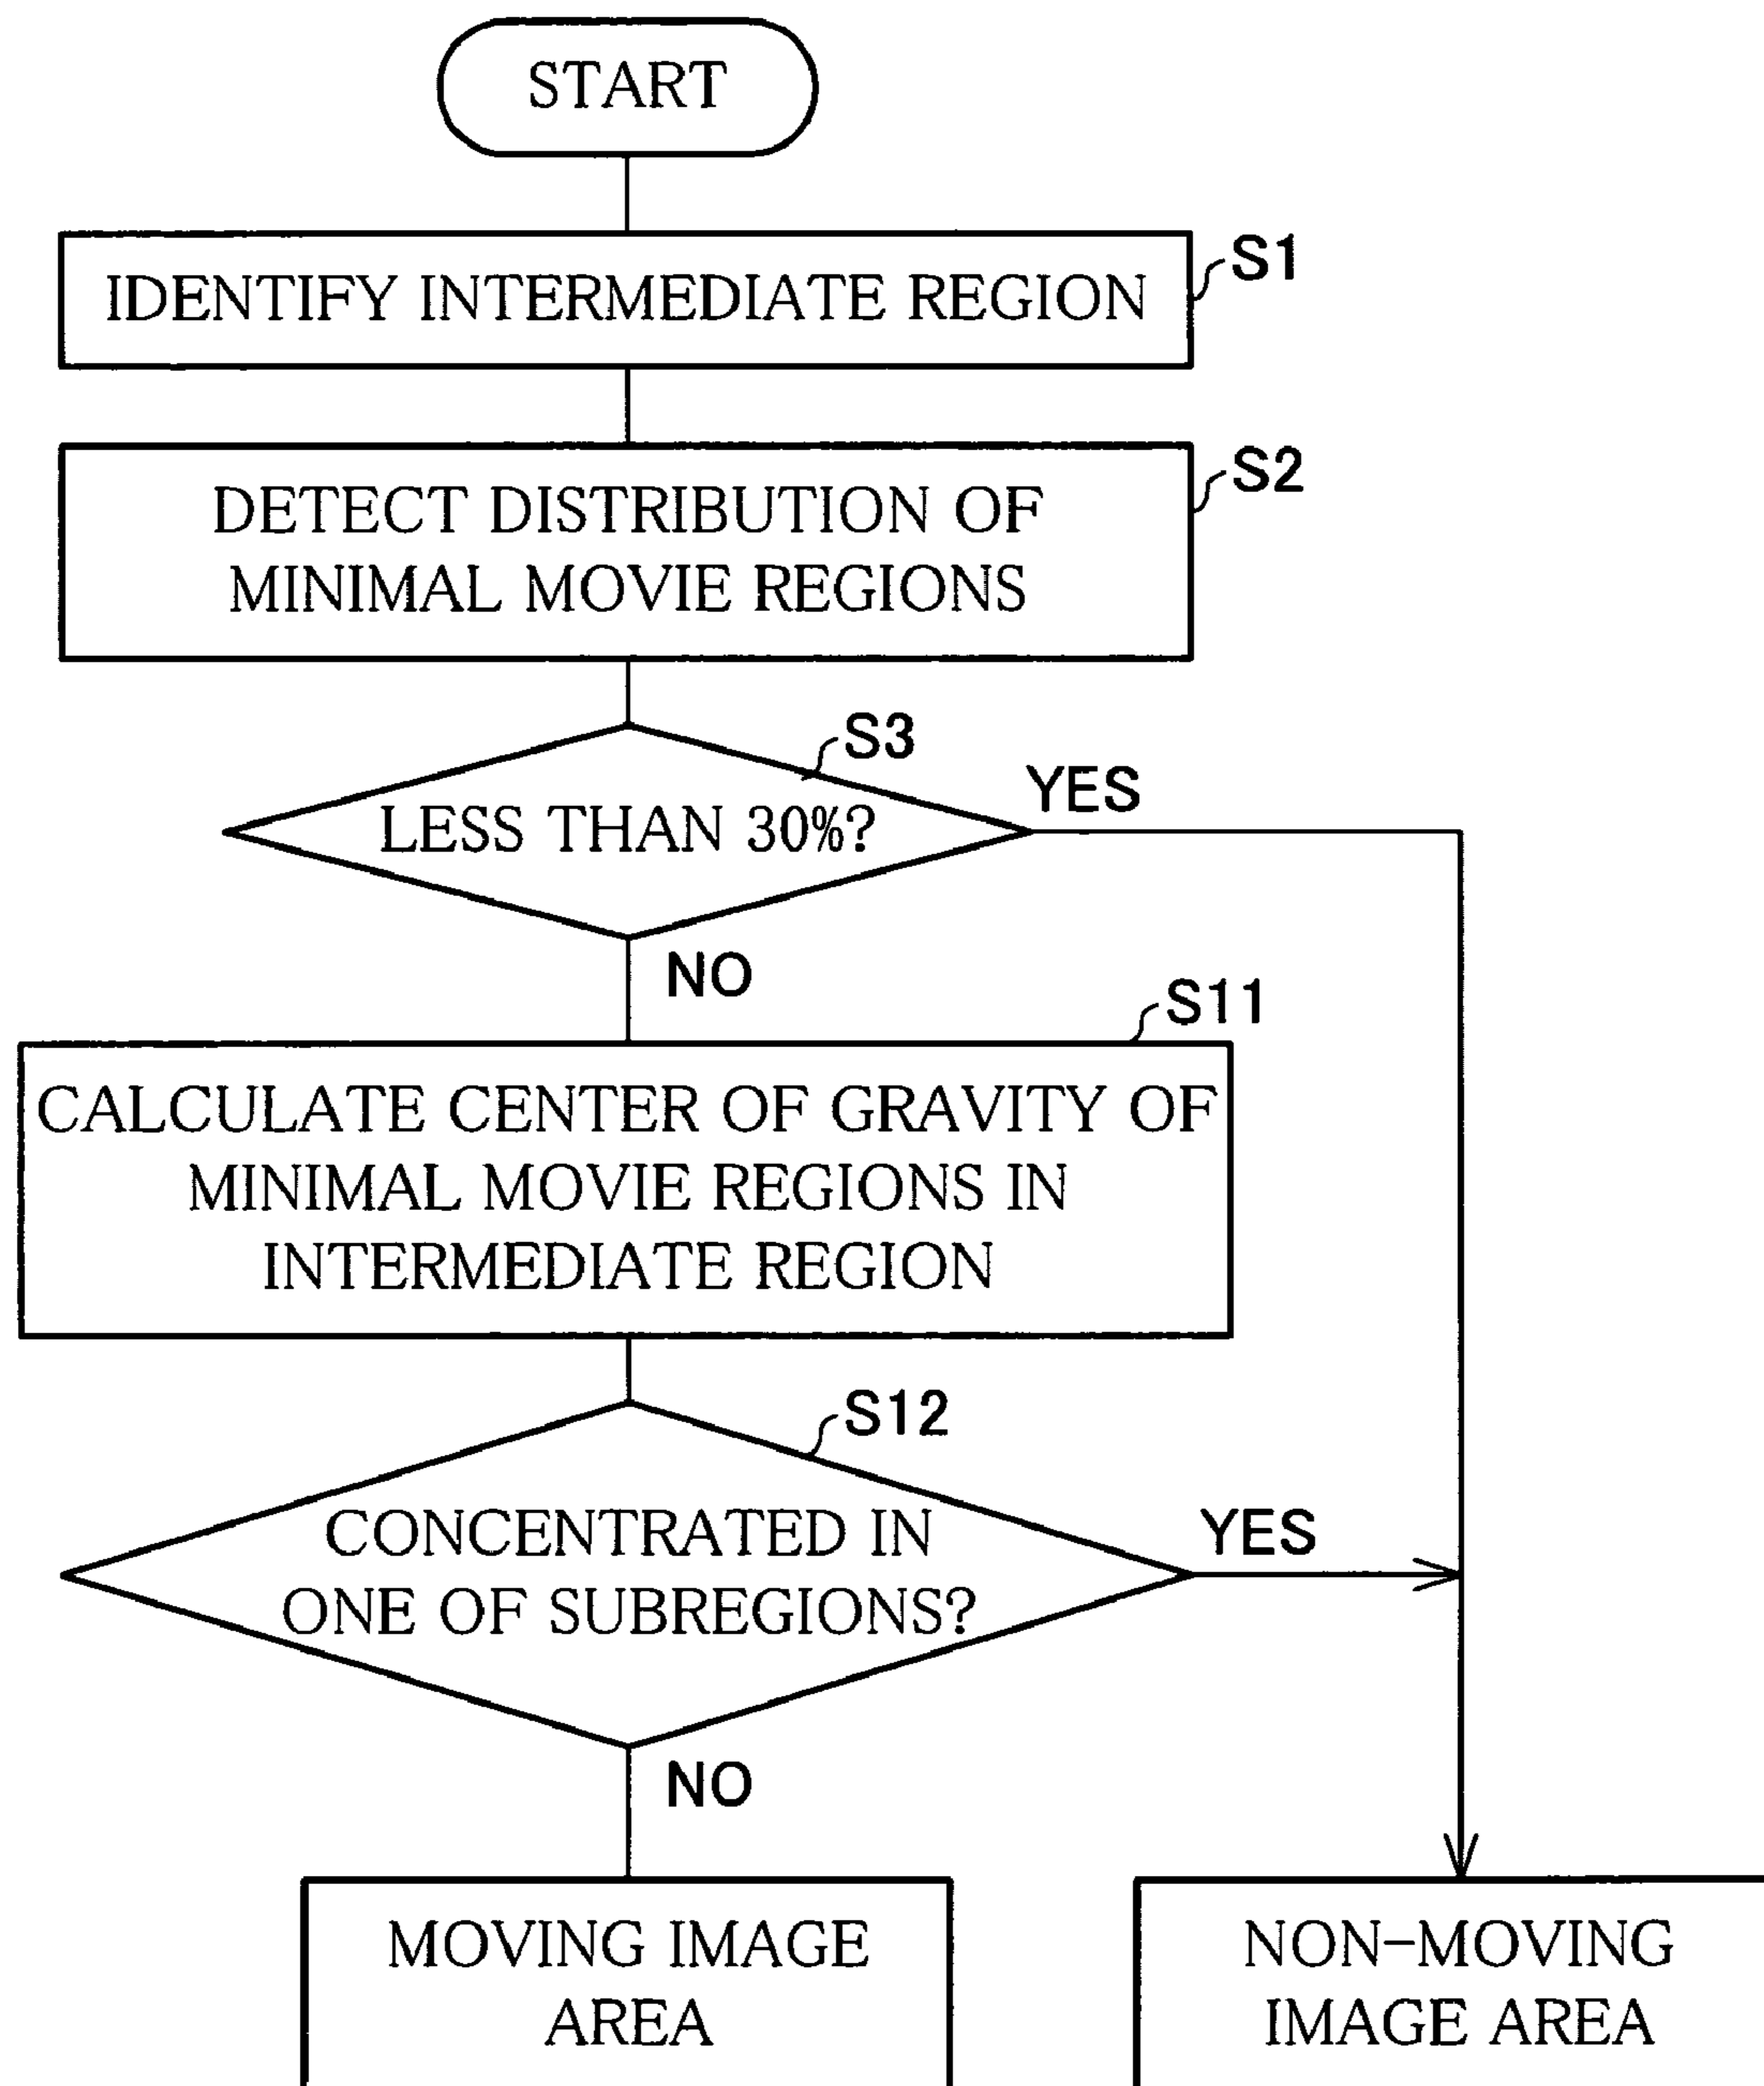 START
IDENTIFY INTERMEDIATE REGION
S1
DETECT DISTRIBUTION OF
MINIMAL MOVIE REGIONS
S2
S3
LESS THAN 30%?
YES
NO
S11
CALCULATE CENTER OF GRAVITY OF
MINIMAL MOVIE REGIONS IN
INTERMEDIATE REGION
S12
CONCENTRATED IN
ONE OF SUBREGIONS?
YES
NO
MOVING IMAGE
AREA
NON-MOVING
IMAGE AREA